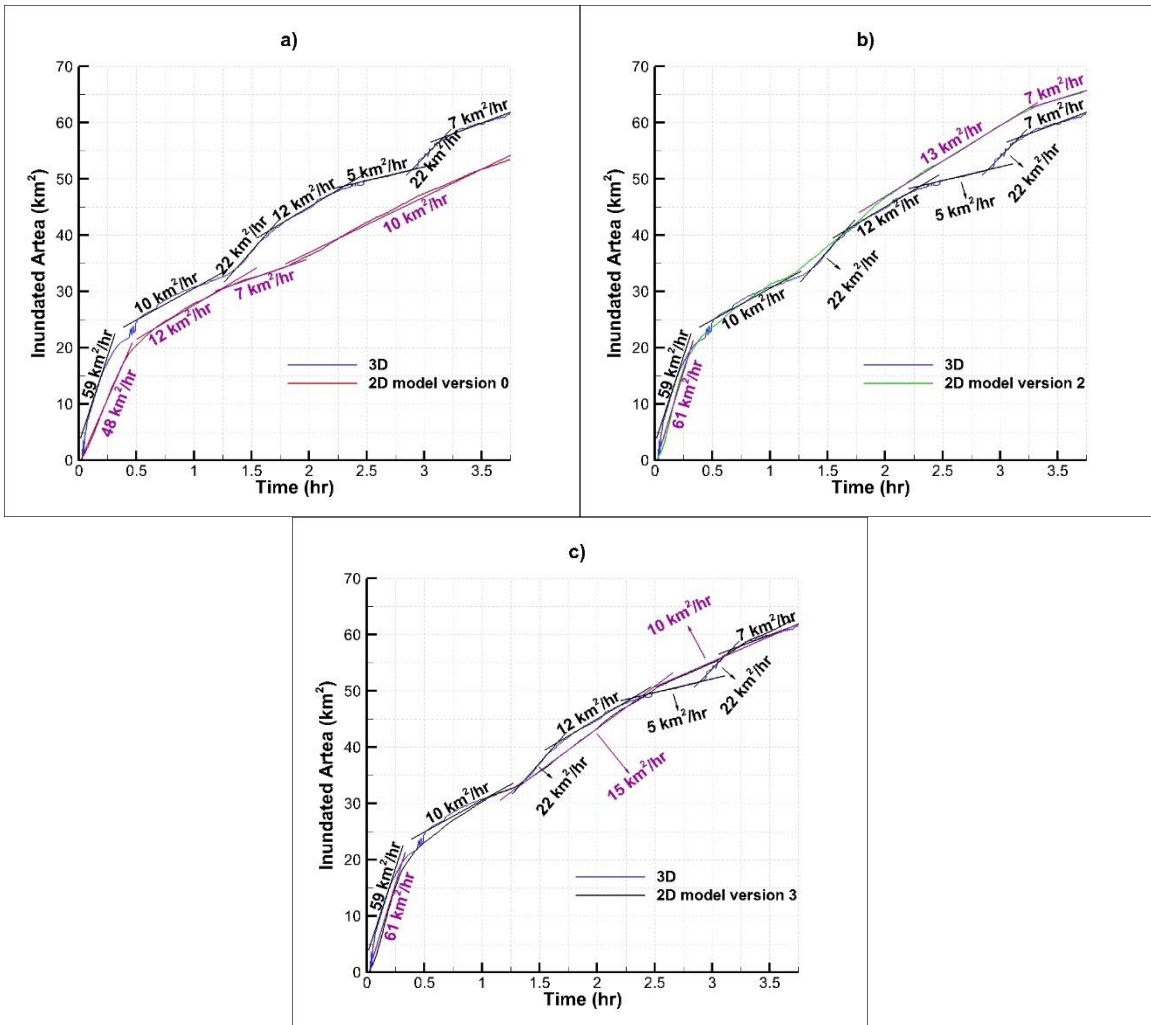 a)
Inundated Artea (km²)
70
60
50
40
30
20
10
0
59 km²/hr
48 km²/hr
10 km²/hr
12 km²/hr
22 km²/hr
7 km²/hr
12 km²/hr
5 km²/hr
10 km²/hr
22 km²/hr
7 km²/hr
3D
2D model version 0
0 0.5 1 1.5 2 2.5 3 3.5
Time (hr)
b)
Inundated Artea (km²)
70
60
50
40
30
20
10
0
59 km²/hr
61 km²/hr
10 km²/hr
22 km²/hr
12 km²/hr
13 km²/hr
5 km²/hr
22 km²/hr
7 km²/hr
7 km²/hr
3D
2D model version 2
0 0.5 1 1.5 2 2.5 3 3.5
Time (hr)
c)
Inundated Artea (km²)
70
60
50
40
30
20
10
0
59 km²/hr
61 km²/hr
10 km²/hr
22 km²/hr
12 km²/hr
15 km²/hr
10 km²/hr
5 km²/hr
22 km²/hr
7 km²/hr
3D
2D model version 3
0 0.5 1 1.5 2 2.5 3 3.5
Time (hr)